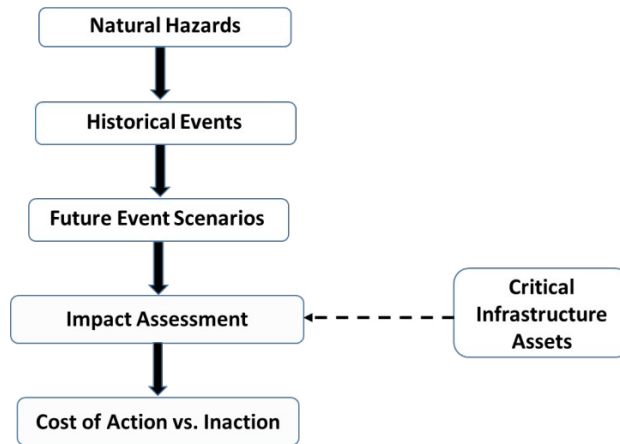 Natural Hazards
Historical Events
Future Event Scenarios
Impact Assessment
Critical
Infrastructure
Assets
Cost of Action vs. Inaction